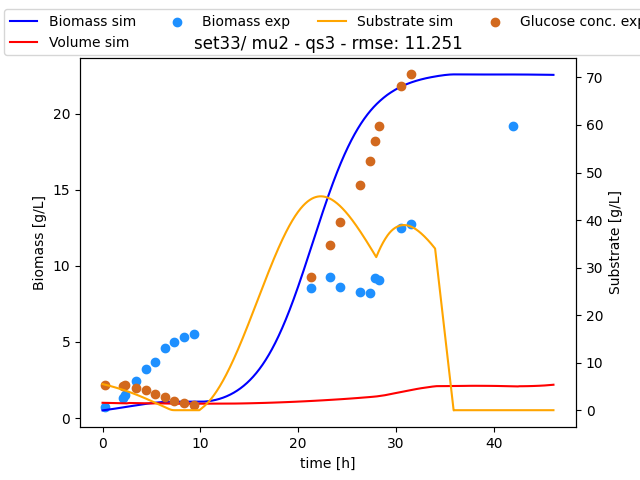 Biomass sim Biomass exp Substrate sim Glucose conc. exp
Volume sim
set33/ mu2 - qs3 - rmse: 11.251
Biomass [g/L]
0 5 10 15 20
Substrate [g/L]
0 10 20 30 40 50 60 70
0 10 20 30 40
time [h]